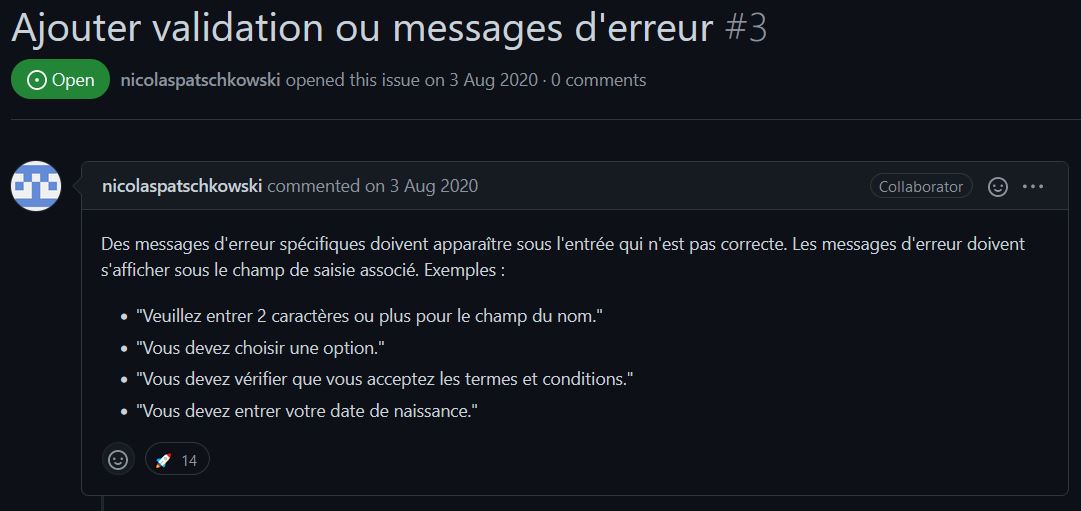 Ajouter validation ou messages d'erreur #3
Open nicolaspatschkowski opened this issue on 3 Aug 2020 · 0 comments
nicolaspatschkowski commented on 3 Aug 2020 Collaborator
Des messages d'erreur spécifiques doivent apparaître sous l'entrée qui n'est pas correcte. Les messages d'erreur doivent
s'afficher sous le champ de saisie associé. Exemples :
• "Veuillez entrer 2 caractères ou plus pour le champ du nom."
• "Vous devez choisir une option."
• "Vous devez vérifier que vous acceptez les termes et conditions."
• "Vous devez entrer votre date de naissance."
🚀 14